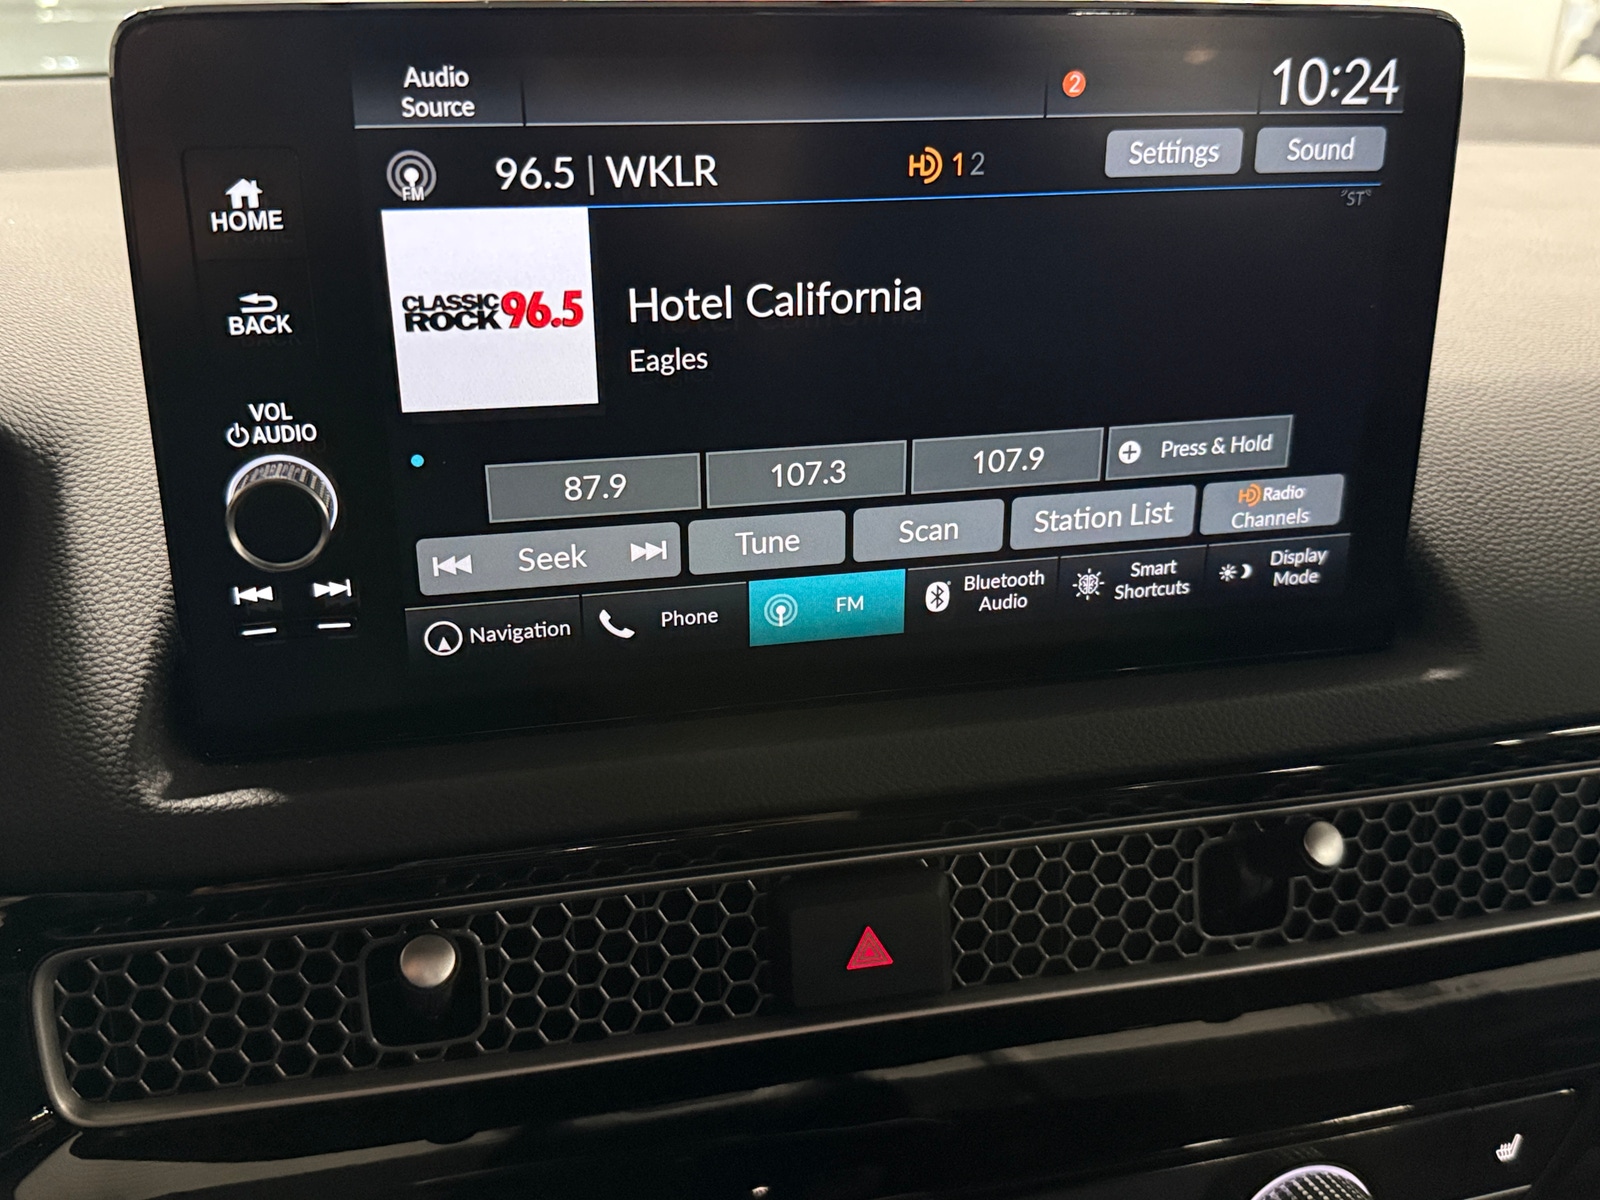 Audio
Source
2
10:24
HOME
FM
96.5 | WKLR
HD 1 2
Settings
Sound
"ST"
BACK
CLASSIC
ROCK 96.5
Hotel California
Eagles
VOL
AUDIO
87.9
107.3
107.9
Press & Hold
Seek
Tune
Scan
Station List
HD Radio
Channels
Navigation
Phone
FM
Bluetooth
Audio
Smart
Shortcuts
Display
Mode